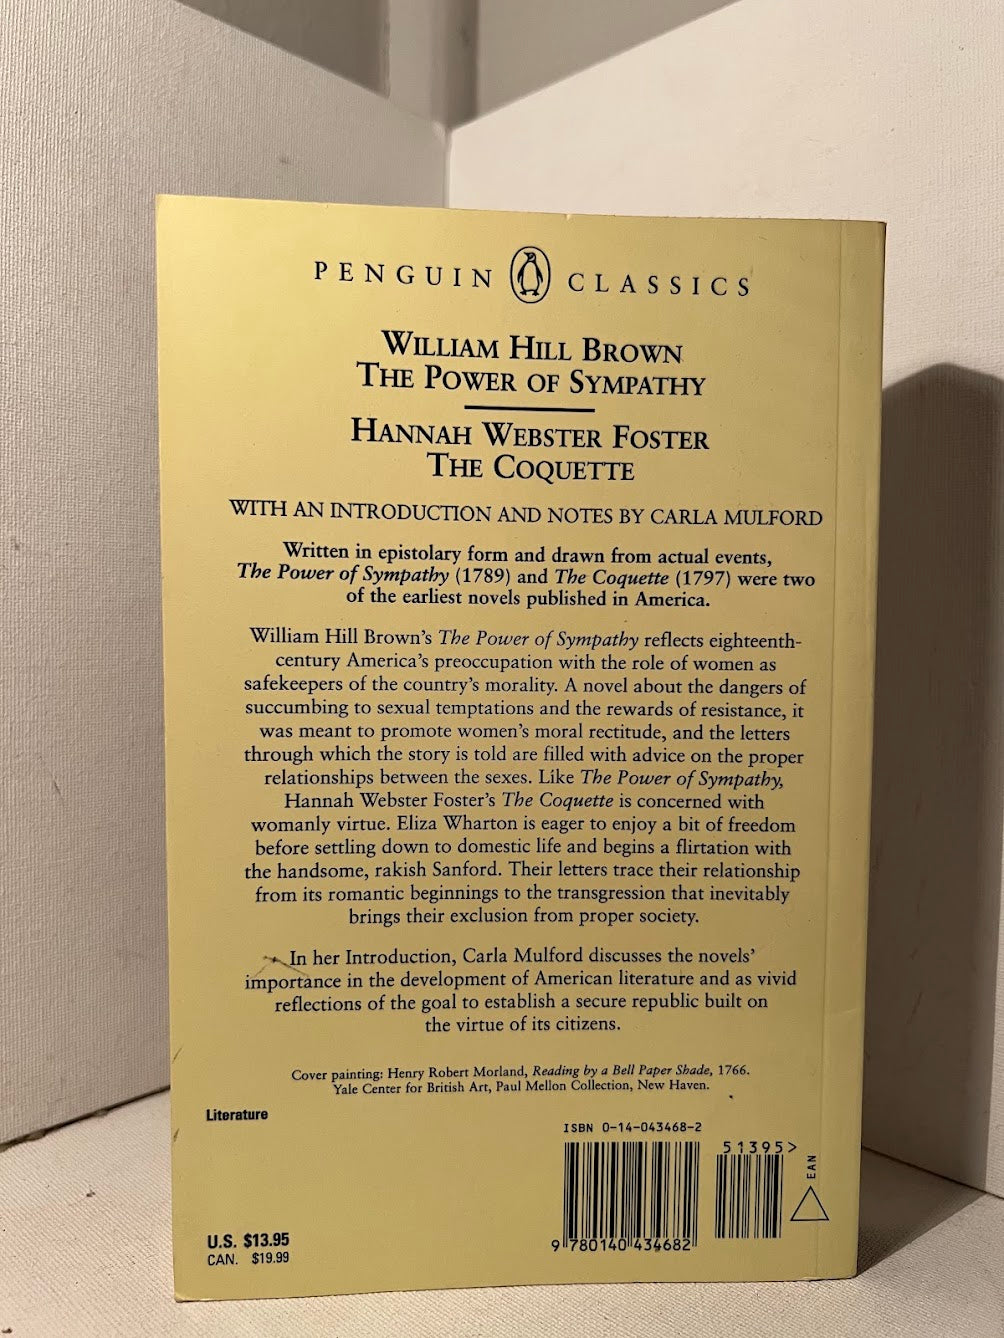 PENGUIN CLASSICS
WILLIAM HILL BROWN
THE POWER OF SYMPATHY
HANNAH WEBSTER FOSTER
THE COQUETTE
WITH AN INTRODUCTION AND NOTES BY CARLA MULFORD
Written in epistolary form and drawn from actual events,
The Power of Sympathy (1789) and The Coquette (1797) were two
of the earliest novels published in America.
William Hill Brown's The Power of Sympathy reflects eighteenth-
century America's preoccupation with the role of women as
safekeepers of the country's morality. A novel about the dangers of
succumbing to sexual temptations and the rewards of resistance, it
was meant to promote women's moral rectitude, and the letters
through which the story is told are filled with advice on the proper
relationships between the sexes. Like The Power of Sympathy,
Hannah Webster Foster's The Coquette is concerned with
womanly virtue. Eliza Wharton is eager to enjoy a bit of freedom
before settling down to domestic life and begins a flirtation with
the handsome, rakish Sanford. Their letters trace their relationship
from its romantic beginnings to the transgression that inevitably
brings their exclusion from proper society.
In her Introduction, Carla Mulford discusses the novels'
importance in the development of American literature and as vivid
reflections of the goal to establish a secure republic built on
the virtue of its citizens.
Cover painting: Henry Robert Morland, Reading by a Bell Paper Shade, 1766.
Yale Center for British Art, Paul Mellon Collection, New Haven.
Literature
ISBN 0-14-043468-2
51395>
EAN
9 780140 434682
U.S. $13.95
CAN. $19.99